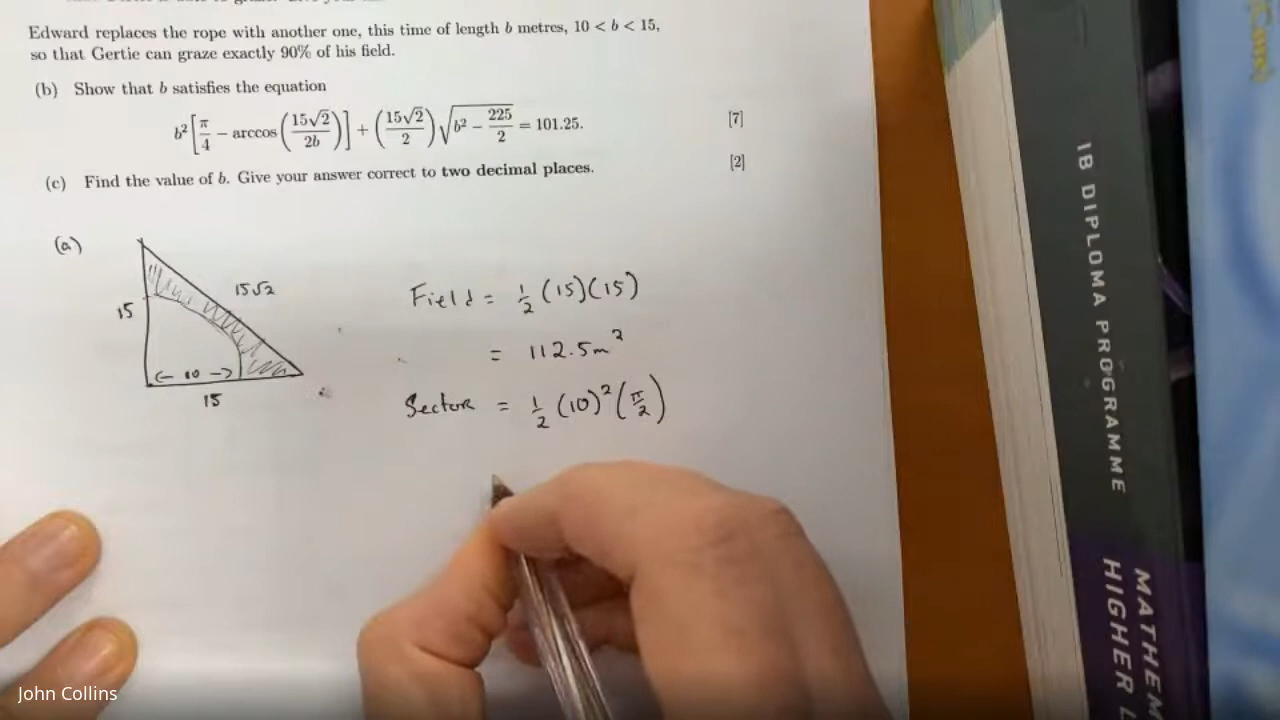 Edward replaces the rope with another one, this time of length b metres, 10 < b < 15,
so that Gertie can graze exactly 90% of his field.
(b) Show that b satisfies the equation
b² [π/4 − arccos (15√2/2b)] + (15√2/2) √(b² − 225/2) = 101.25. [7]
(c) Find the value of b. Give your answer correct to two decimal places. [2]
(a)
15
15√2
← 10 →
15
Field = ½ (15)(15)
= 112.5m²
Sector = ½ (10)² (π/2)
IB DIPLOMA PROGRAMME
MATHEM
HIGHER L
John Collins